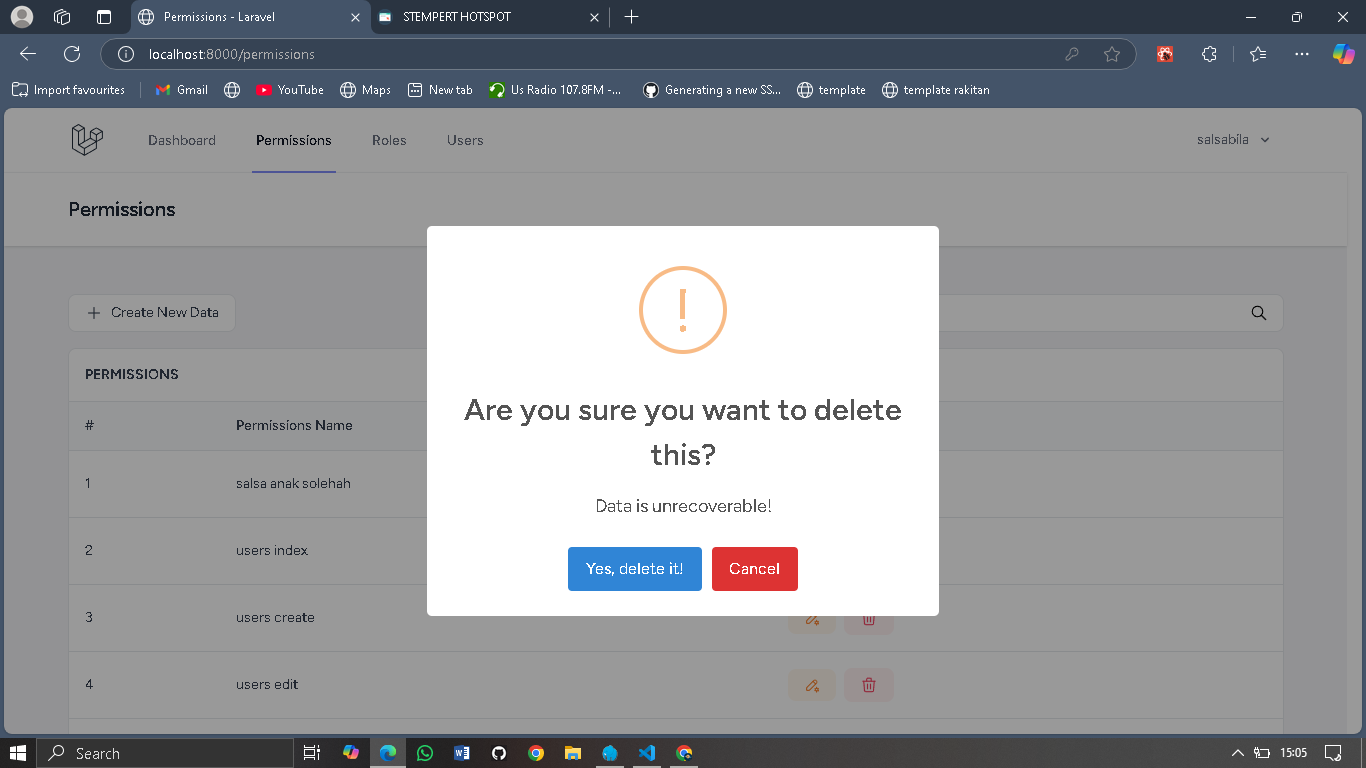 Permissions - Laravel
STEMPERT HOTSPOT
localhost:8000/permissions
Import favourites
Gmail
YouTube
Maps
New tab
Us Radio 107.8FM -...
Generating a new SS...
template
template rakitan
Dashboard
Permissions
Roles
Users
salsabila
Permissions
Create New Data
PERMISSIONS
#
Permissions Name
1
salsa anak solehah
2
users index
3
users create
4
users edit
!
Are you sure you want to delete
this?
Data is unrecoverable!
Yes, delete it!
Cancel
Search
15:05